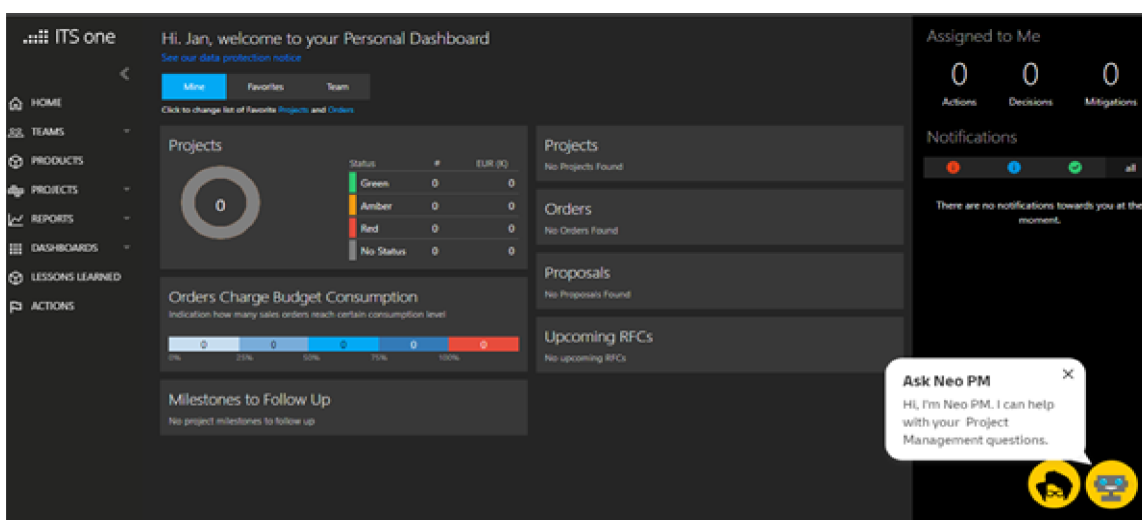 ITS one
HOME
TEAMS
PRODUCTS
PROJECTS
REPORTS
DASHBOARDS
LESSONS LEARNED
ACTIONS
Hi. Jan, welcome to your Personal Dashboard
See our data protection notice
Mine Favorites Team
Click to change list of Favorite Projects and Orders
Projects
Status # EUR (K)
Green 0 0
Amber 0 0
Red 0 0
No Status 0 0
0
Orders Charge Budget Consumption
Indication how many sales orders reach certain consumption level
0 0 0 0 0
0% 25% 50% 75% 100%
Milestones to Follow Up
No project milestones to follow up
Projects
No Projects Found
Orders
No Orders Found
Proposals
No Proposals Found
Upcoming RFCs
No upcoming RFCs
Assigned to Me
0 0 0
Actions Decisions Mitigations
Notifications
all
There are no notifications towards you at the
moment.
Ask Neo PM
Hi, I'm Neo PM. I can help
with your Project
Management questions.